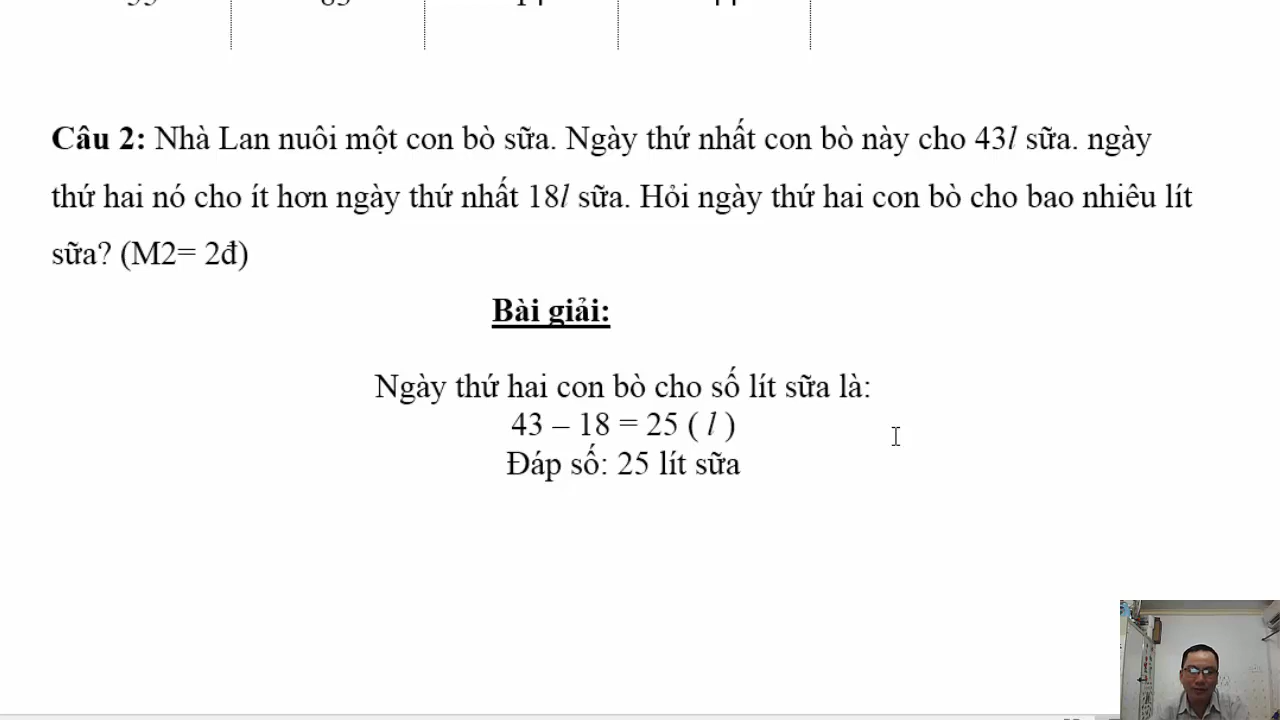 Câu 2: Nhà Lan nuôi một con bò sữa. Ngày thứ nhất con bò này cho 43l sữa. ngày
thứ hai nó cho ít hơn ngày thứ nhất 18l sữa. Hỏi ngày thứ hai con bò cho bao nhiêu lít
sữa? (M2= 2đ)
Bài giải:
Ngày thứ hai con bò cho số lít sữa là:
43 – 18 = 25 ( l )
Đáp số: 25 lít sữa